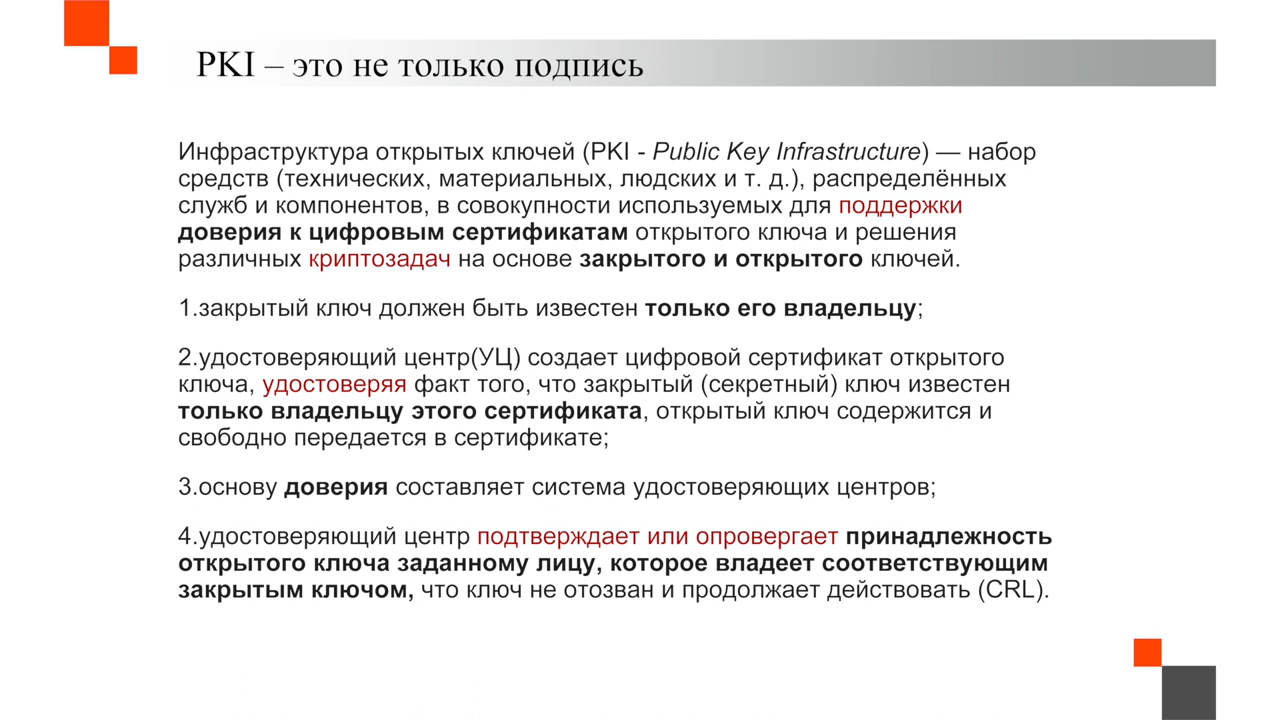 PKI – это не только подпись
Инфраструктура открытых ключей (PKI - Public Key Infrastructure) — набор
средств (технических, материальных, людских и т. д.), распределённых
служб и компонентов, в совокупности используемых для поддержки
доверия к цифровым сертификатам открытого ключа и решения
различных криптозадач на основе закрытого и открытого ключей.
1.закрытый ключ должен быть известен только его владельцу;
2.удостоверяющий центр(УЦ) создает цифровой сертификат открытого
ключа, удостоверяя факт того, что закрытый (секретный) ключ известен
только владельцу этого сертификата, открытый ключ содержится и
свободно передается в сертификате;
3.основу доверия составляет система удостоверяющих центров;
4.удостоверяющий центр подтверждает или опровергает принадлежность
открытого ключа заданному лицу, которое владеет соответствующим
закрытым ключом, что ключ не отозван и продолжает действовать (CRL).